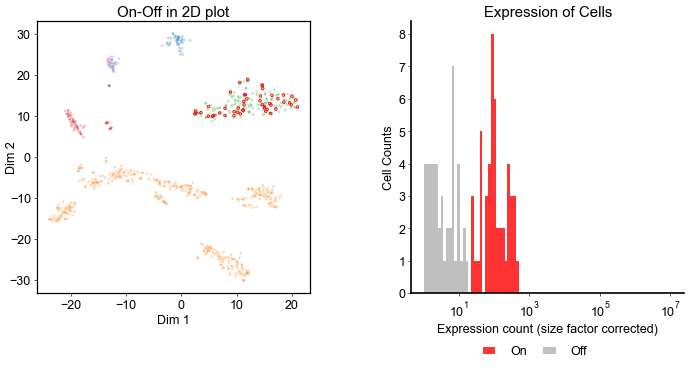 On-Off in 2D plot
Dim 2
30
20
10
0
−10
−20
−30
−20 −10 0 10 20
Dim 1
Expression of Cells
Cell Counts
8
7
6
5
4
3
2
1
0
10^1 10^3 10^5 10^7
Expression count (size factor corrected)
On Off